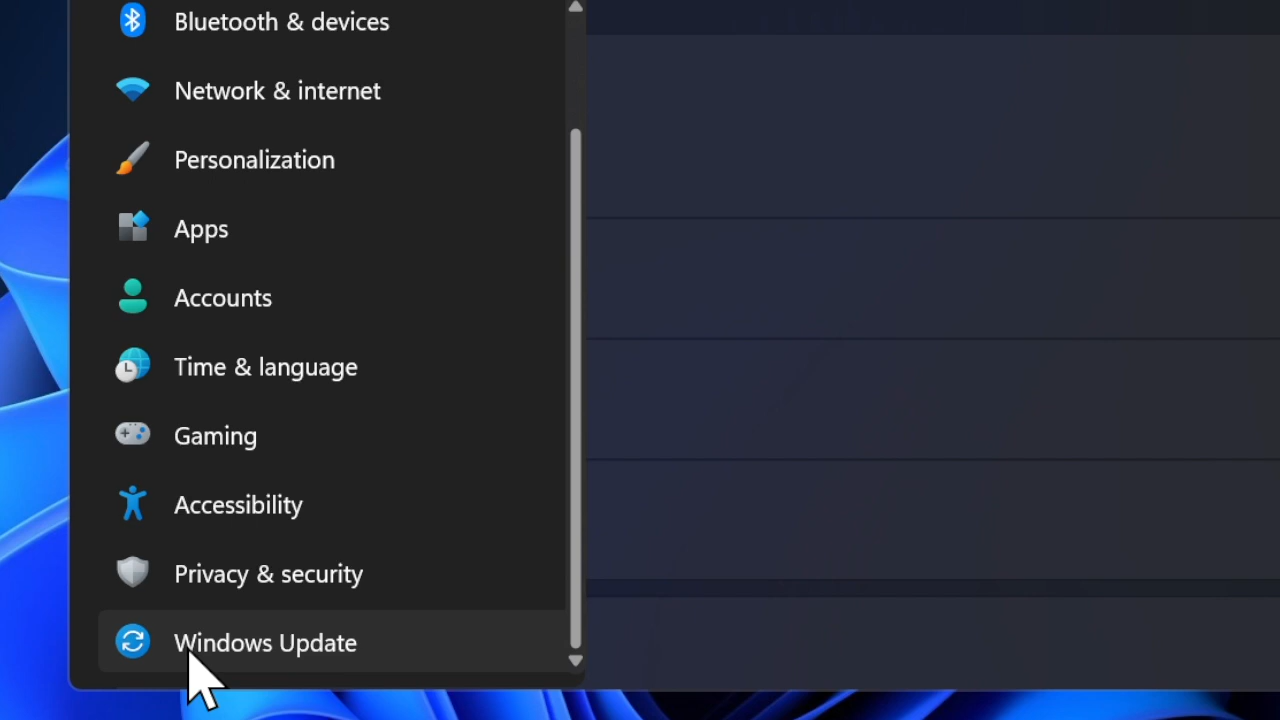 Bluetooth & devices
Network & internet
Personalization
Apps
Accounts
Time & language
Gaming
Accessibility
Privacy & security
Windows Update